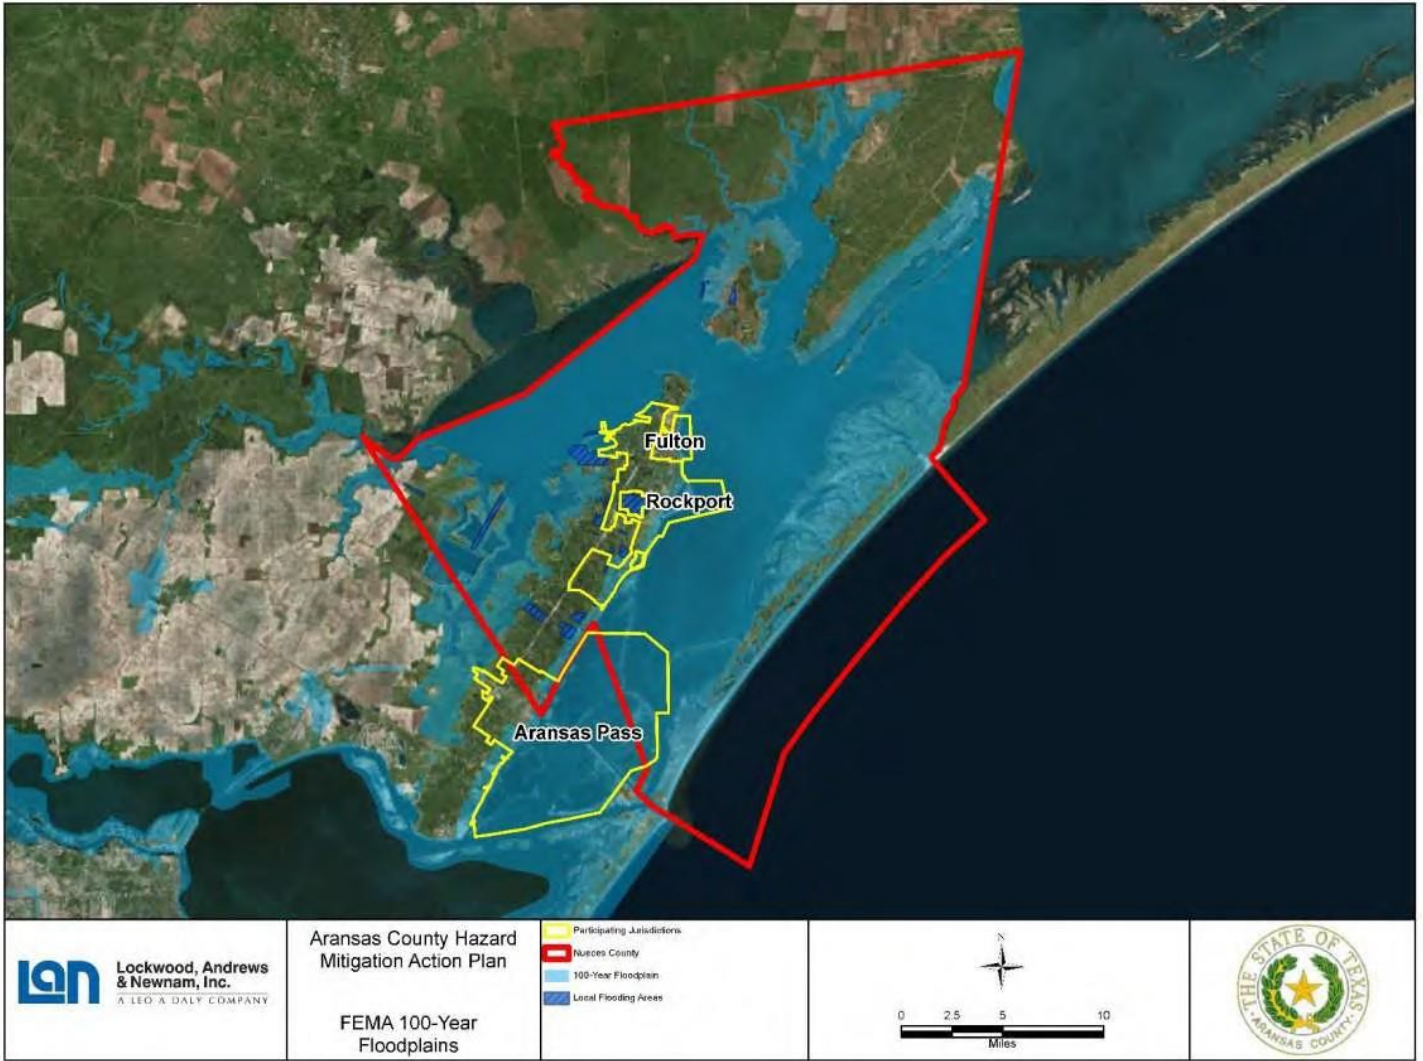 Fulton
Rockport
Aransas Pass
LAN
Lockwood, Andrews
& Newnam, Inc.
A LEO A DALY COMPANY
Aransas County Hazard
Mitigation Action Plan
FEMA 100-Year
Floodplains
Participating Jurisdictions
Nueces County
100-Year Floodplain
Local Flooding Areas
N
0 2.5 5 10
Miles
THE STATE OF TEXAS
ARANSAS COUNTY